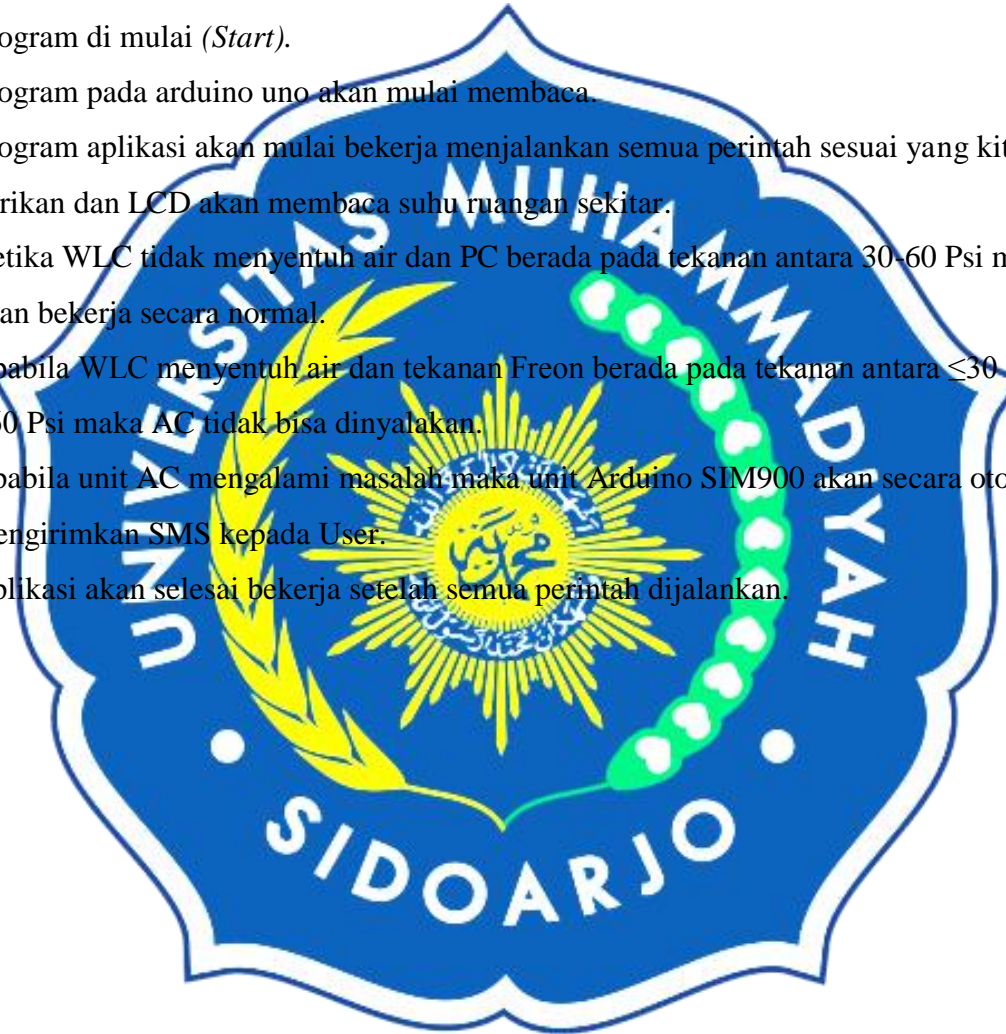 ogram di mulai (Start).
ogram pada arduino uno akan mulai membaca.
ogram aplikasi akan mulai bekerja menjalankan semua perintah sesuai yang kit
rikan dan LCD akan membaca suhu ruangan sekitar.
etika WLC tidak menyentuh air dan PC berada pada tekanan antara 30-60 Psi m
an bekerja secara normal.
pabila WLC menyentuh air dan tekanan Freon berada pada tekanan antara ≤30
60 Psi maka AC tidak bisa dinyalakan.
pabila unit AC mengalami masalah maka unit Arduino SIM900 akan secara oto
engirimkan SMS kepada User.
plikasi akan selesai bekerja setelah semua perintah dijalankan.
UNIVERSITAS MUHAMMADIYAH
SIDOARJO
محمدية